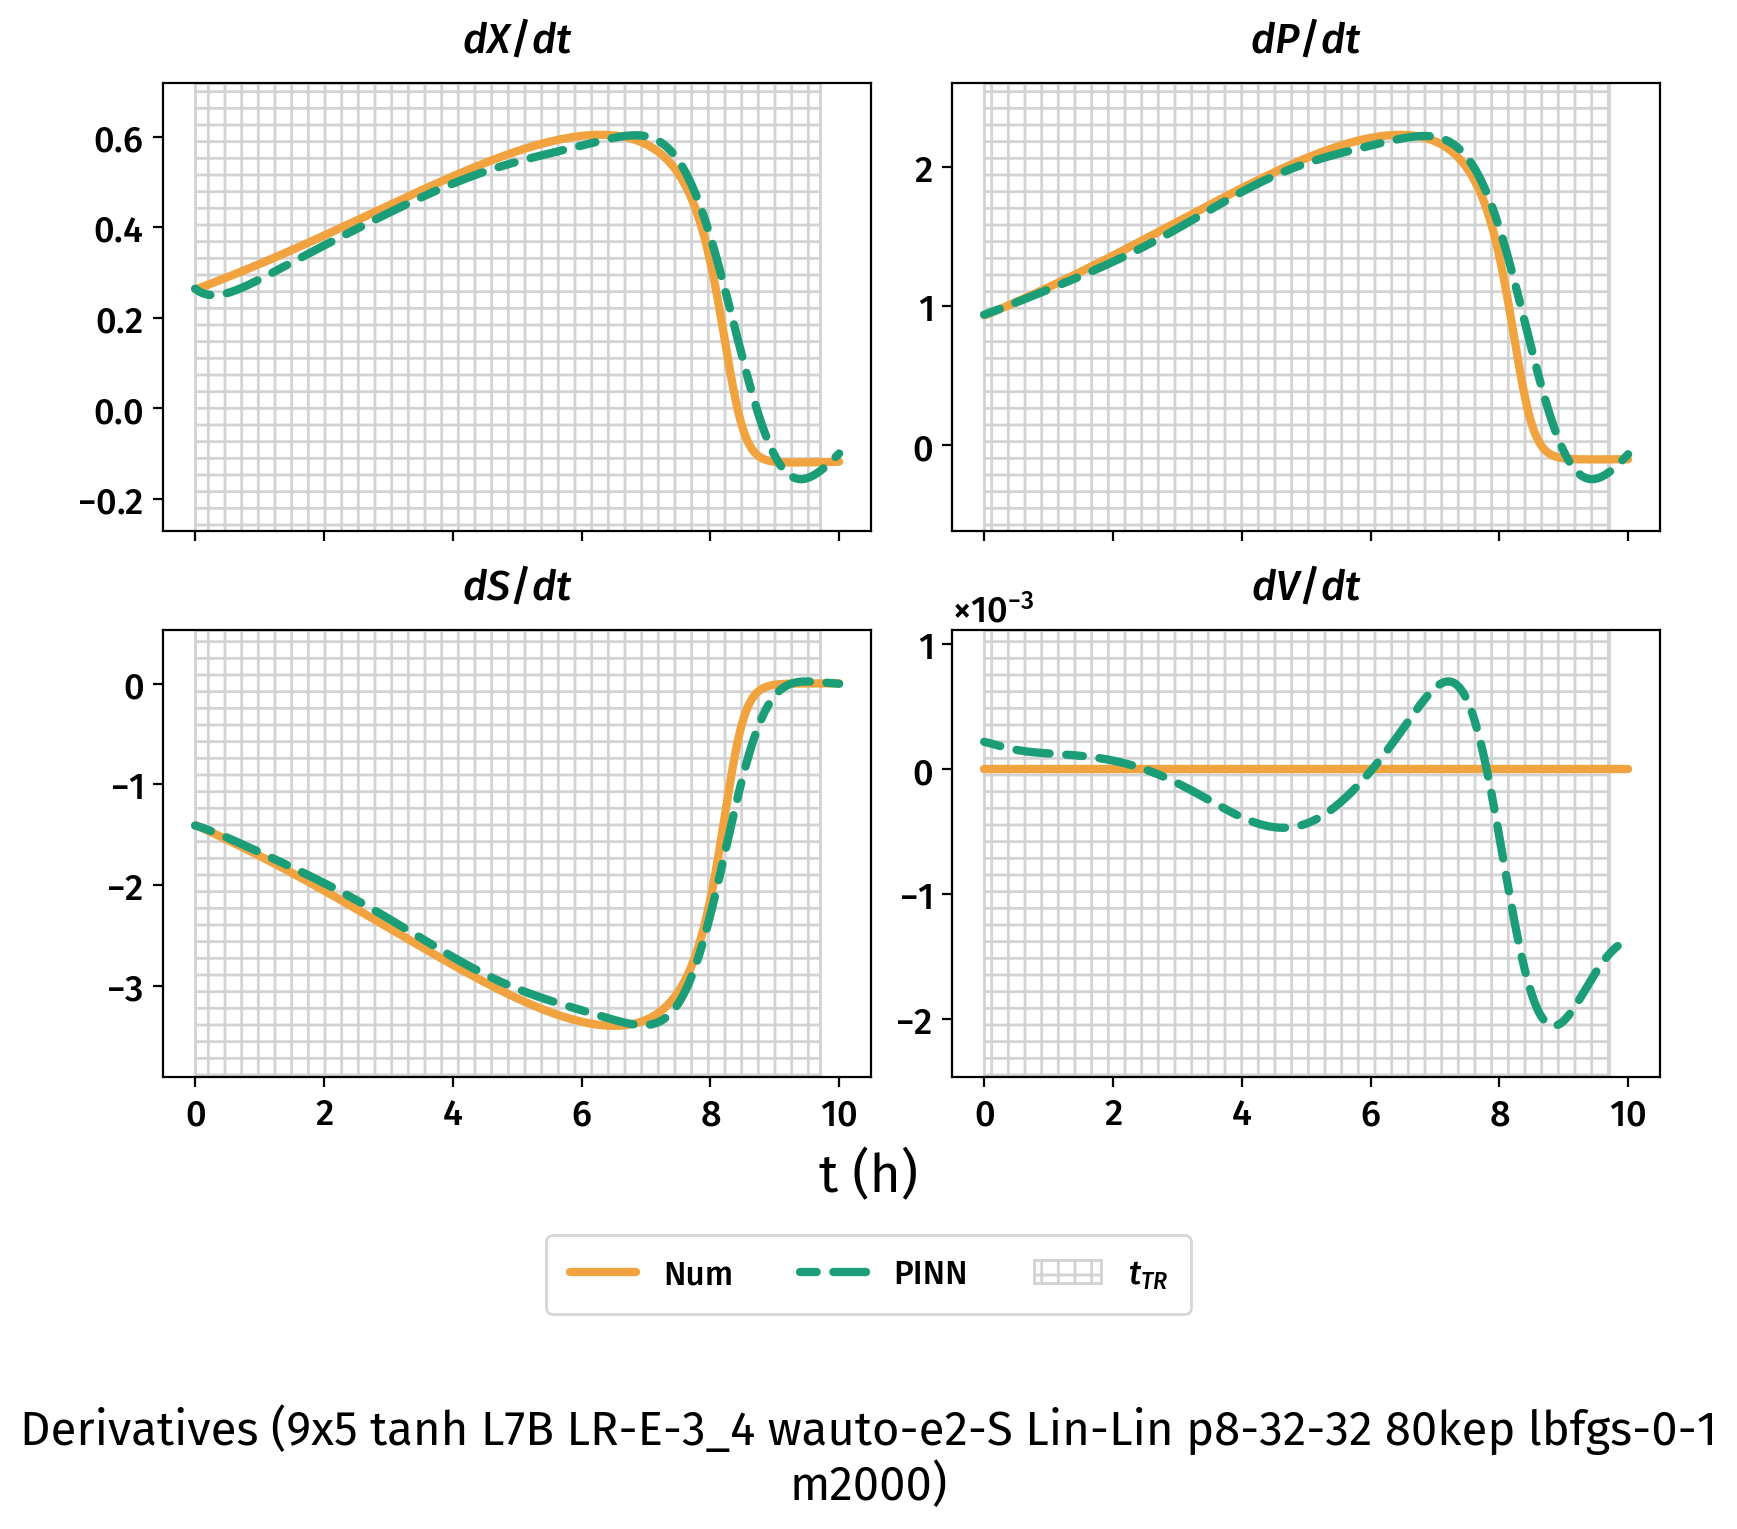 dX/dt
dP/dt
0.6
0.4
0.2
0.0
−0.2
2
1
0
dS/dt
dV/dt
×10⁻³
0
−1
−2
−3
1
0
−1
−2
0 2 4 6 8 10
0 2 4 6 8 10
t (h)
Num PINN t_TR
Derivatives (9x5 tanh L7B LR-E-3_4 wauto-e2-S Lin-Lin p8-32-32 80kep lbfgs-0-1
m2000)